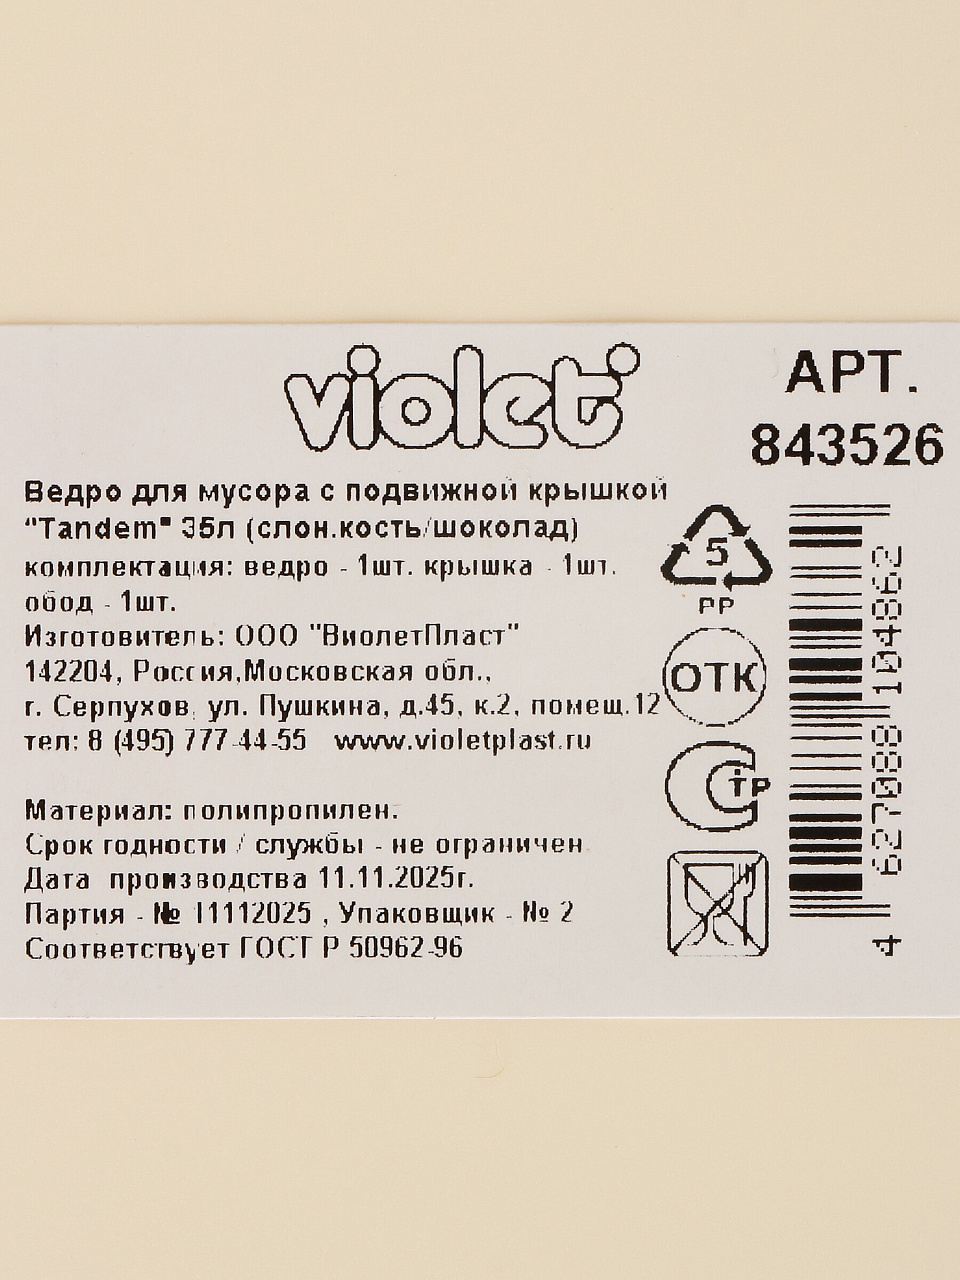 violet
АРТ.
843526
Ведро для мусора с подвижной крышкой
"Tandem" 35л (слон.кость/шоколад)
комплектация: ведро - 1шт. крышка - 1шт.
обод - 1шт.
Изготовитель: ООО "ВиолетПласт"
142204, Россия,Московская обл.,
г. Серпухов, ул. Пушкина, д.45, к.2, помещ.12
тел: 8 (495) 777-44-55 www.violetplast.ru
Материал: полипропилен.
Срок годности / службы - не ограничен
Дата производства 11.11.2025г.
Партия - № 11112025 , Упаковщик - № 2
Соответствует ГОСТ Р 50962-96
5
PP
ОТК
С тР
4 627088 104862